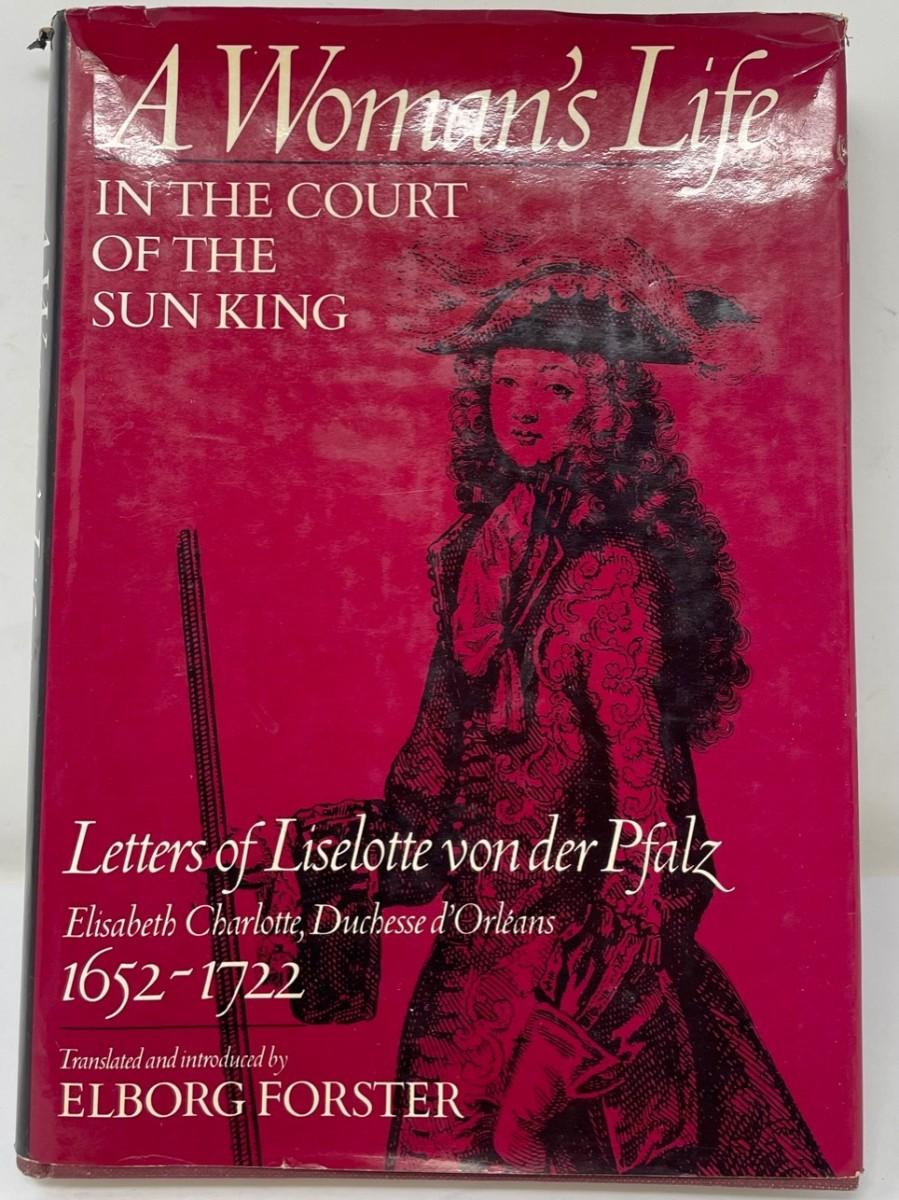 A Woman's Life
IN THE COURT
OF THE
SUN KING
Letters of Liselotte von der Pfalz
Elisabeth Charlotte, Duchesse d'Orléans
1652-1722
Translated and introduced by
ELBORG FORSTER